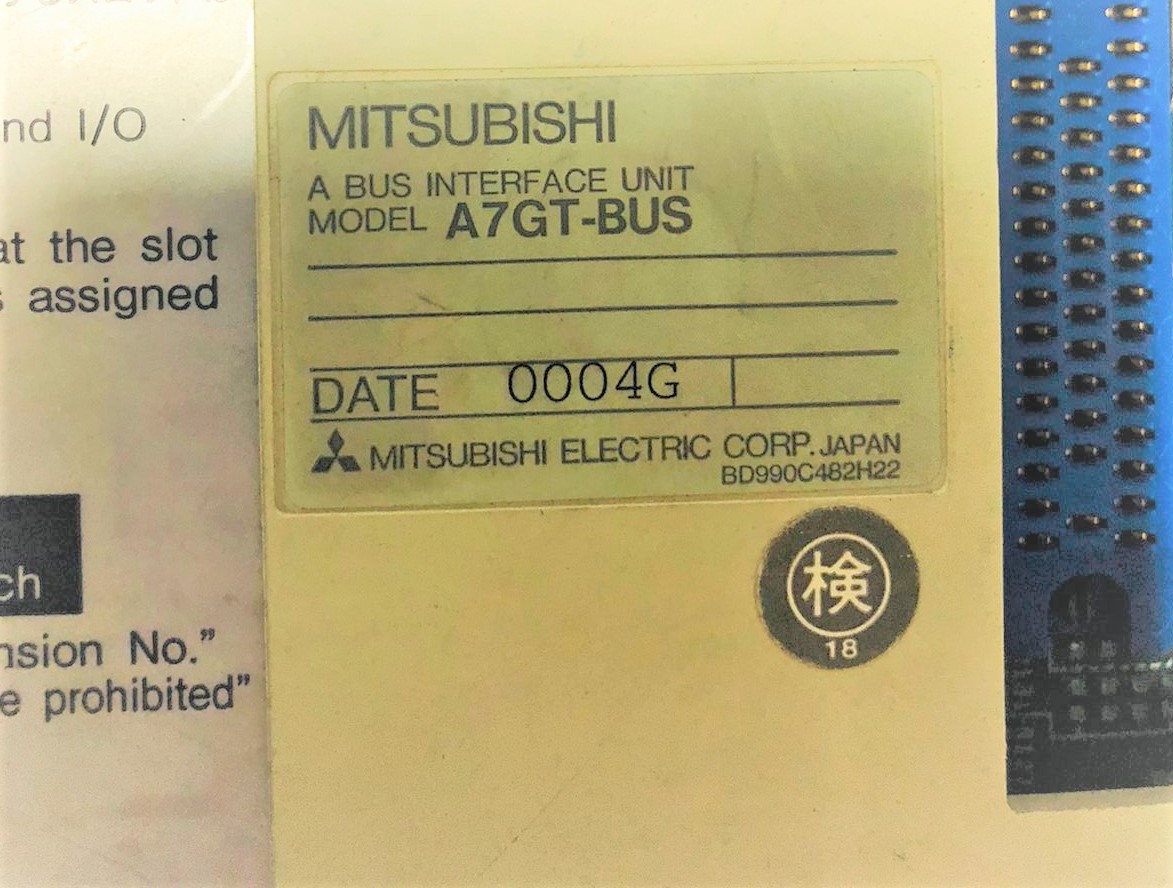 nd I/O
at the slot
s assigned
ch
nsion No.”
e prohibited”
MITSUBISHI
A BUS INTERFACE UNIT
MODEL A7GT-BUS
DATE 0004G
MITSUBISHI ELECTRIC CORP. JAPAN
BD990C482H22
検
18